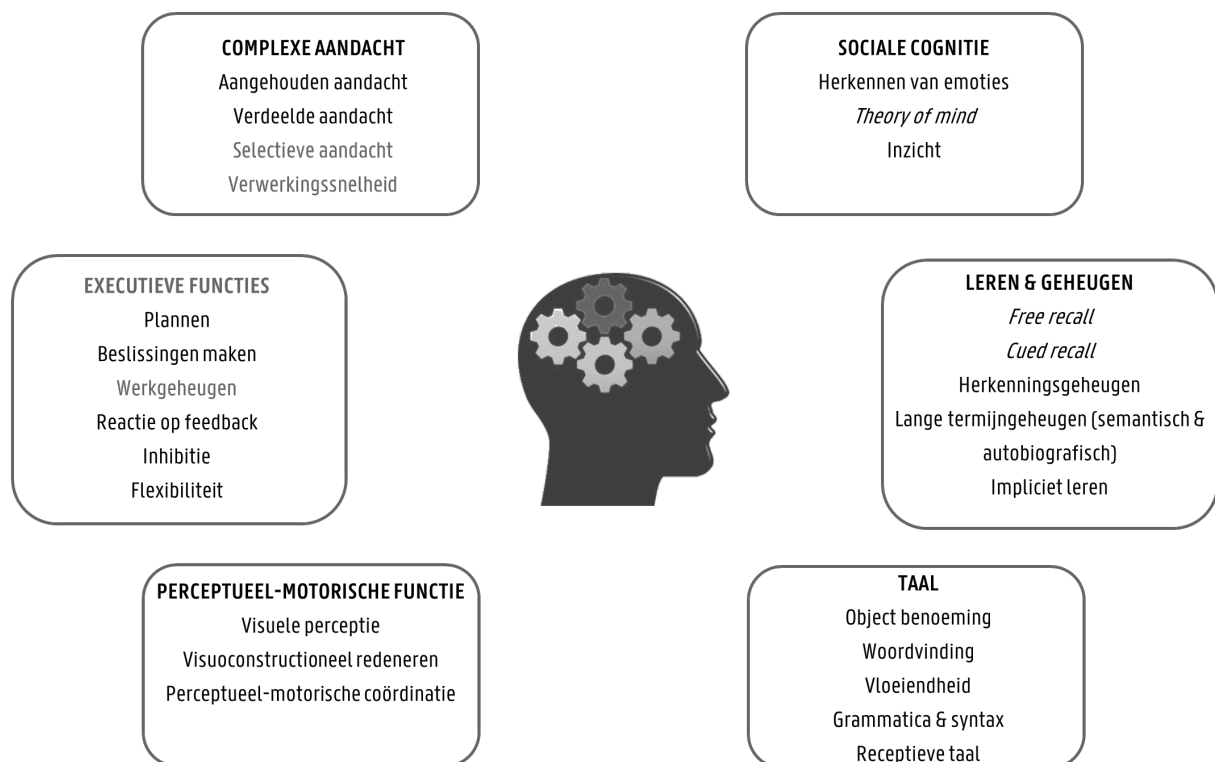 COMPLEXE AANDACHT
Aangehouden aandacht
Verdeelde aandacht
Selectieve aandacht
Verwerkingssnelheid
SOCIALE COGNITIE
Herkennen van emoties
Theory of mind
Inzicht
EXECUTIEVE FUNCTIES
Plannen
Beslissingen maken
Werkgeheugen
Reactie op feedback
Inhibitie
Flexibiliteit
LEREN & GEHEUGEN
Free recall
Cued recall
Herkenningsgeheugen
Lange termijngeheugen (semantisch &
autobiografisch)
Impliciet leren
PERCEPTUEEL-MOTORISCHE FUNCTIE
Visuele perceptie
Visuoconstructioneel redeneren
Perceptueel-motorische coördinatie
TAAL
Object benoeming
Woordvinding
Vloeiendheid
Grammatica & syntax
Receptieve taal